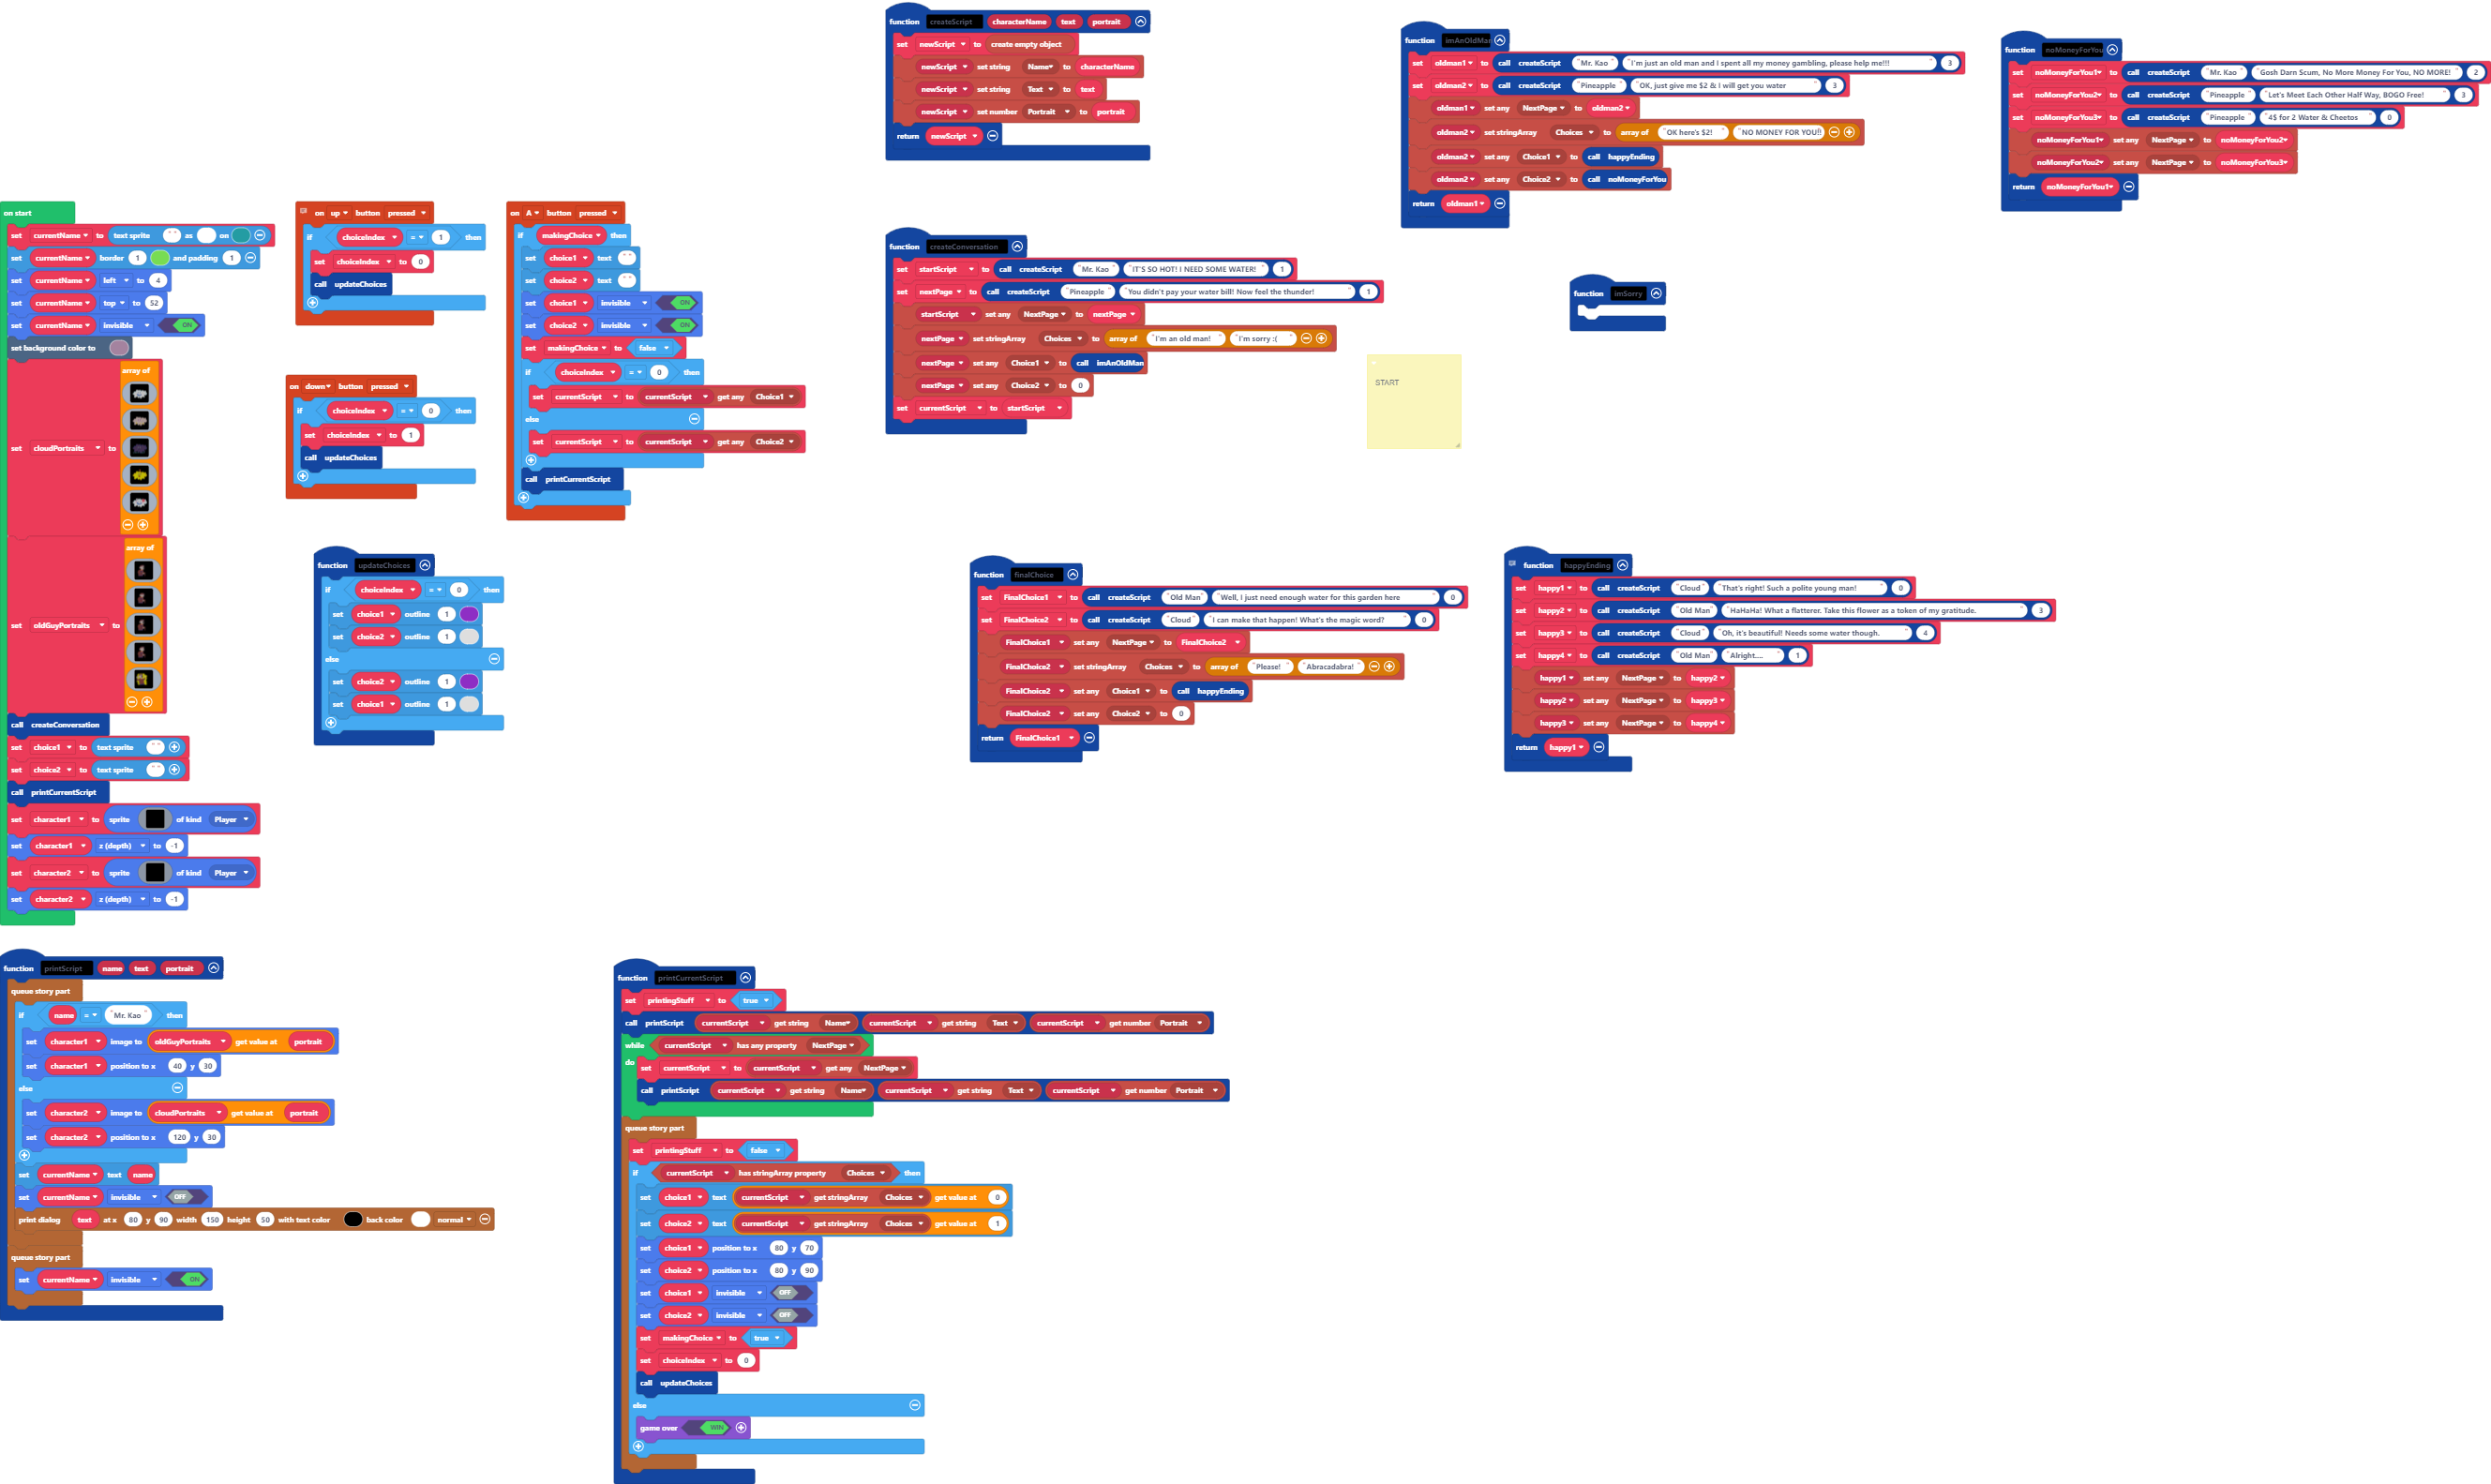 function createScript characterName text portrait
set newScript to create empty object
newScript set string Name to characterName
newScript set string Text to text
newScript set number Portrait to portrait
return newScript
function imAnOldMan
set oldman1 to call createScript "Mr. Kao" "I'm just an old man and I spent all my money gambling, please help me!!!" 3
set oldman2 to call createScript "Pineapple" "OK, just give me $2 & I will get you water" 3
oldman1 set any NextPage to oldman2
oldman2 set stringArray Choices to array of "OK here's $2!" "NO MONEY FOR YOU!!
oldman2 set any Choice1 to call happyEnding
oldman2 set any Choice2 to call noMoneyForYou
return oldman1
function noMoneyForYou
set noMoneyForYou1 to call createScript "Mr. Kao" "Gosh Darn Scum, No More Money For You, NO MORE!" 2
set noMoneyForYou2 to call createScript "Pineapple" "Let's Meet Each Other Half Way, BOGO Free!" 3
set noMoneyForYou3 to call createScript "Pineapple" "4$ for 2 Water & Cheetos" 0
noMoneyForYou1 set any NextPage to noMoneyForYou2
noMoneyForYou2 set any NextPage to noMoneyForYou3
return noMoneyForYou1
on start
set currentName to text sprite " " as on
set currentName border 1 and padding 1
set currentName left to 4
set currentName top to 52
set currentName invisible ON
set background color to
set cloudPortraits to array of
set oldGuyPortraits to array of
call createConversation
set choice1 to text sprite " "
set choice2 to text sprite " "
call printCurrentScript
set character1 to sprite of kind Player
set character1 z (depth) to -1
set character2 to sprite of kind Player
set character2 z (depth) to -1
on up button pressed
if choiceIndex = 1 then
set choiceIndex to 0
call updateChoices
on down button pressed
if choiceIndex = 0 then
set choiceIndex to 1
call updateChoices
on A button pressed
if makingChoice then
set choice1 text " "
set choice2 text " "
set choice1 invisible ON
set choice2 invisible ON
set makingChoice to false
if choiceIndex = 0 then
set currentScript to currentScript get any Choice1
else
set currentScript to currentScript get any Choice2
call printCurrentScript
function updateChoices
if choiceIndex = 0 then
set choice1 outline 1
set choice2 outline 1
else
set choice2 outline 1
set choice1 outline 1
function createConversation
set startScript to call createScript "Mr. Kao" "IT'S SO HOT! I NEED SOME WATER!" 1
set nextPage to call createScript "Pineapple" "You didn't pay your water bill! Now feel the thunder!" 1
startScript set any NextPage to nextPage
nextPage set stringArray Choices to array of "I'm an old man!" "I'm sorry :("
nextPage set any Choice1 to call imAnOldMan
nextPage set any Choice2 to 0
set currentScript to startScript
function imSorry
START
function finalChoice
set FinalChoice1 to call createScript "Old Man" "Well, I just need enough water for this garden here" 0
set FinalChoice2 to call createScript "Cloud" "I can make that happen! What's the magic word?" 0
FinalChoice1 set any NextPage to FinalChoice2
FinalChoice2 set stringArray Choices to array of "Please!" "Abracadabra!"
FinalChoice2 set any Choice1 to call happyEnding
FinalChoice2 set any Choice2 to 0
return FinalChoice1
function happyEnding
set happy1 to call createScript "Cloud" "That's right! Such a polite young man!" 0
set happy2 to call createScript "Old Man" "HaHaHa! What a flatterer. Take this flower as a token of my gratitude." 3
set happy3 to call createScript "Cloud" "Oh, it's beautiful! Needs some water though." 4
set happy4 to call createScript "Old Man" "Alright...." 1
happy1 set any NextPage to happy2
happy2 set any NextPage to happy3
happy3 set any NextPage to happy4
return happy1
function printScript name text portrait
queue story part
if name = "Mr. Kao" then
set character1 image to oldGuyPortraits get value at portrait
set character1 position to x 40 y 30
else
set character2 image to cloudPortraits get value at portrait
set character2 position to x 120 y 30
set currentName text name
set currentName invisible OFF
print dialog text at x 80 y 90 width 150 height 50 with text color back color normal
queue story part
set currentName invisible ON
function printCurrentScript
set printingStuff to true
call printScript currentScript get string Name currentScript get string Text currentScript get number Portrait
while currentScript has any property NextPage
do set currentScript to currentScript get any NextPage
call printScript currentScript get string Name currentScript get string Text currentScript get number Portrait
queue story part
set printingStuff to false
if currentScript has stringArray property Choices then
set choice1 text currentScript get stringArray Choices get value at 0
set choice2 text currentScript get stringArray Choices get value at 1
set choice1 position to x 80 y 70
set choice2 position to x 80 y 90
set choice1 invisible OFF
set choice2 invisible OFF
set makingChoice to true
set choiceIndex to 0
call updateChoices
else
game over WIN